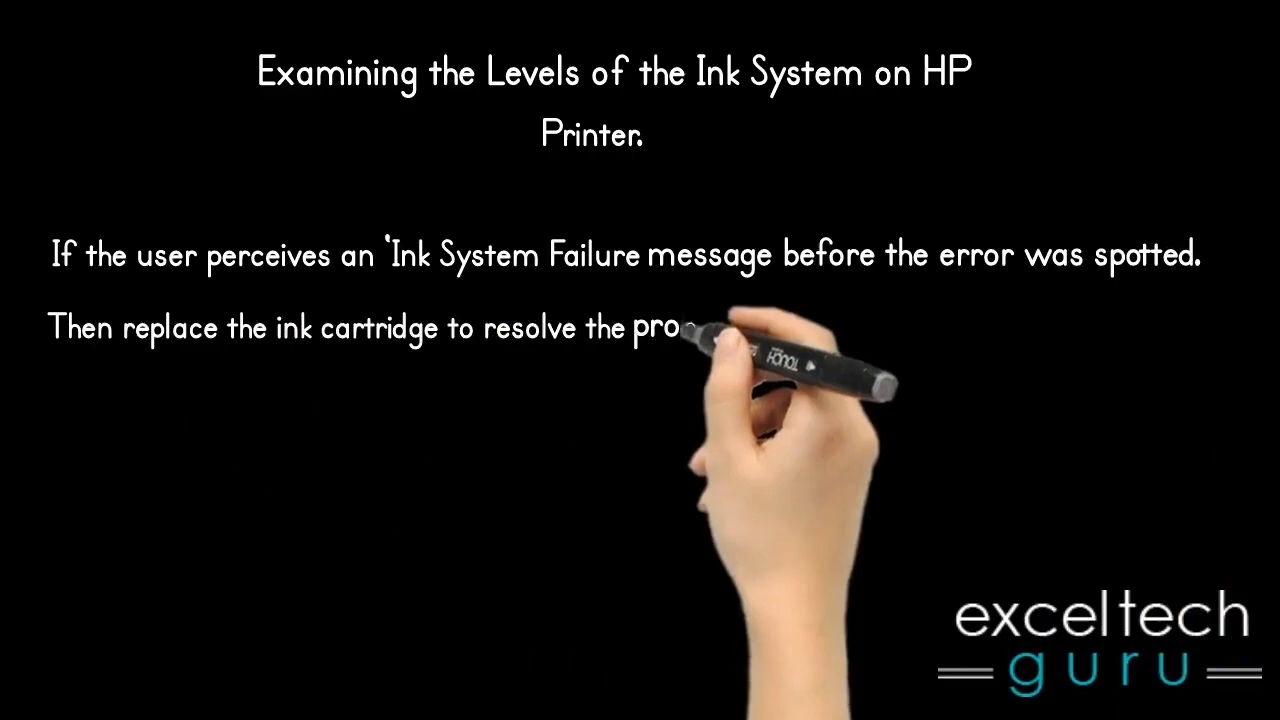 Examining the Levels of the Ink System on HP
Printer.
If the user perceives an ‘Ink System Failure message before the error was spotted.
Then replace the ink cartridge to resolve the pro
TOUCH
exceltech
guru